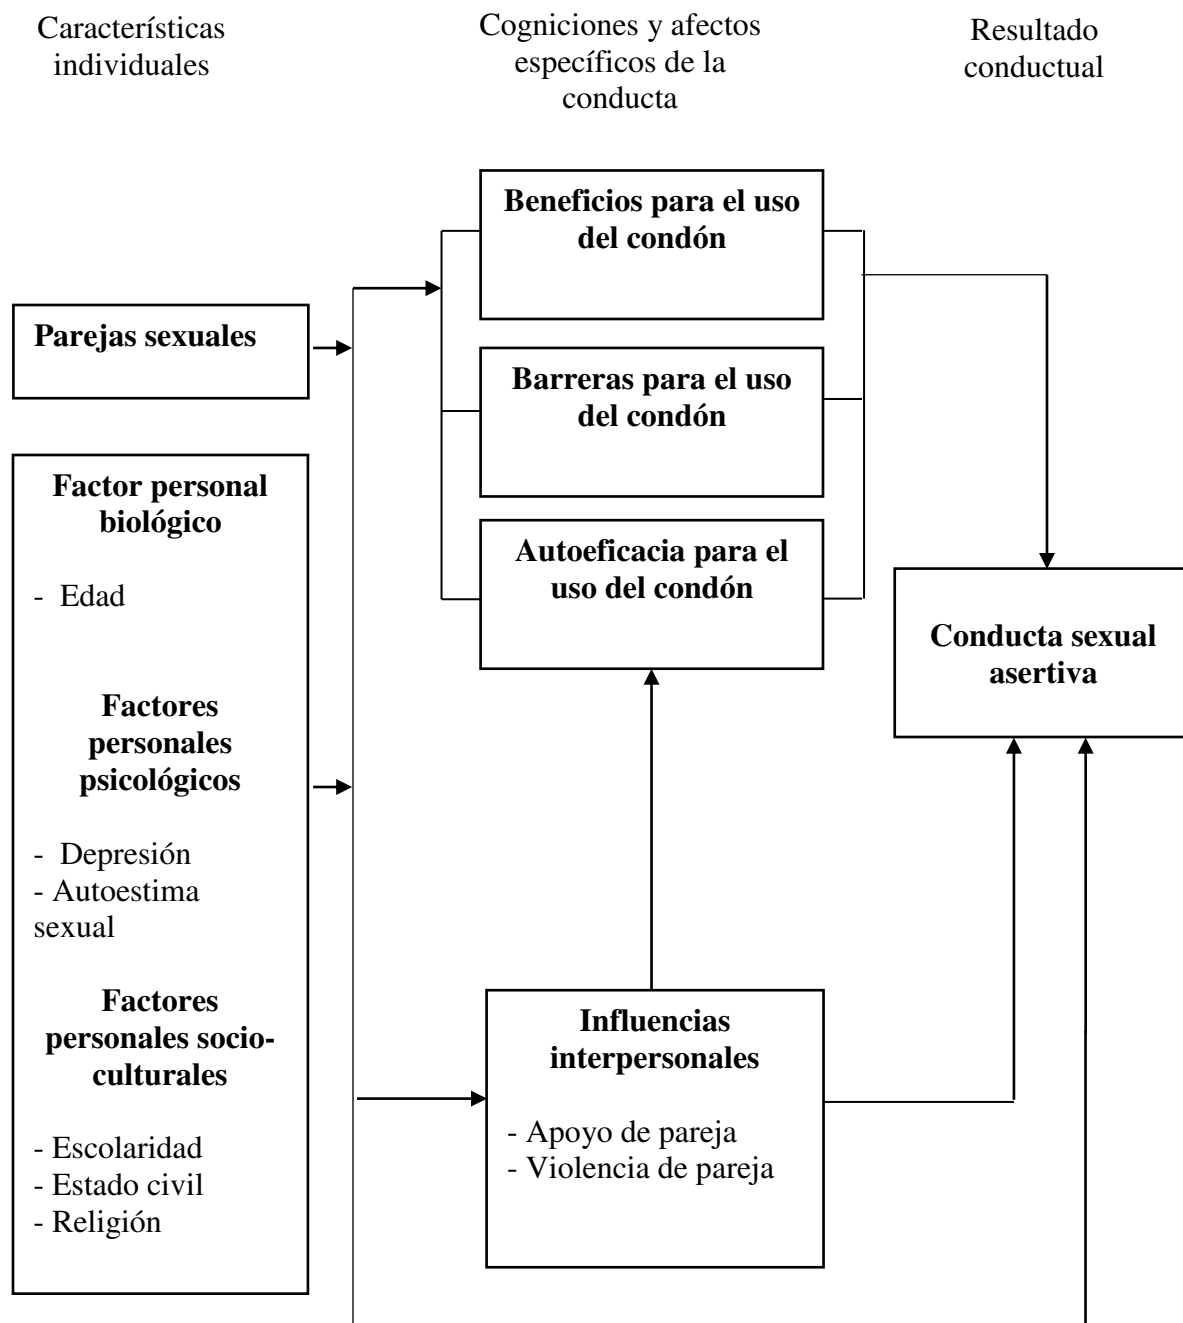 Características
individuales
Cogniciones y afectos
específicos de la
conducta
Resultado
conductual
Parejas sexuales
Factor personal
biológico
- Edad
Factores
personales
psicológicos
- Depresión
- Autoestima
sexual
Factores
personales socio-
culturales
- Escolaridad
- Estado civil
- Religión
Beneficios para el uso
del condón
Barreras para el uso
del condón
Autoeficacia para el
uso del condón
Influencias
interpersonales
- Apoyo de pareja
- Violencia de pareja
Conducta sexual
asertiva